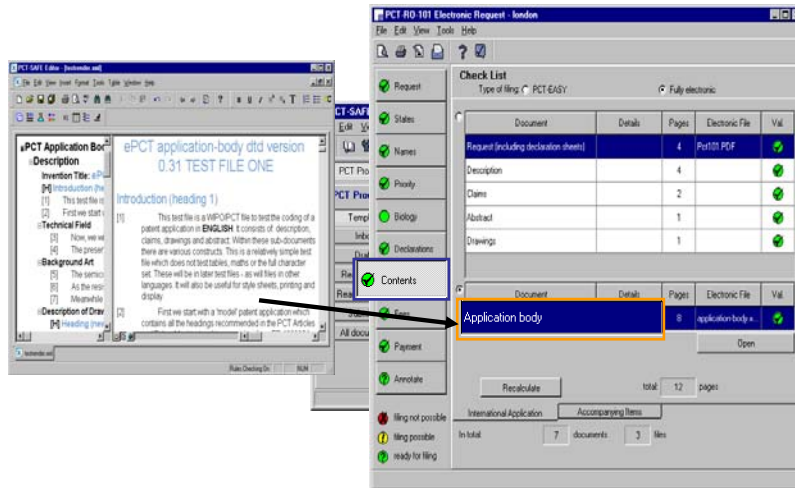 PCT-RO-101 Electronic Request - london
File Edit View Tools Help
Check List
Type of filing: PCT-EASY Fully electronic
Request
States
Names
Priority
Biology
Declarations
Contents
Fees
Payment
Annotate
filing not possible
filing possible
ready for filing
Document Details Pages Electronic File Val.
Request (including declaration sheets) 4 Pct101.PDF
Description 4
Claims 2
Abstract 1
Drawings 1
Document Details Pages Electronic File Val.
Application body 8 application-body.x...
Open
Recalculate total: 12 pages
International Application Accompanying Items
In total: 7 documents 3 files
PCT-SAFE Editor - [testrender.xml]
File Edit View Insert Format Tools Table Window Help
PCT Application Bo
Description
Invention Title: eP
[H] Introduction (he
[1] This test file is
[2] First we start
Technical Field
[3] Now, we
[4] The presen
Background Art
[5] The semico
[6] As the res
[7] Meanwhile
Description of Draw
[H] Heading (new
ePCT application-body dtd version
0.31 TEST FILE ONE
Introduction (heading 1)
[1] This test file is a WIPO/PCT file to test the coding of a
patent application in ENGLISH. It consists of description,
claims, drawings and abstract. Within these sub-documents
there are various constructs. This is a relatively simple test
file which does not test tables, maths or the full character
set. These will be in later test files - as will files in other
languages. It will also be useful for style sheets, printing and
display.
[2] First we start with a 'model' patent application which
contains all the headings recommended in the PCT Articles
testrender.xml
Rules Checking On NUM
CT-SAF
Edit
PCT Pro
PCT Pro
Templ
Inbo
Dra
Rea
All docu